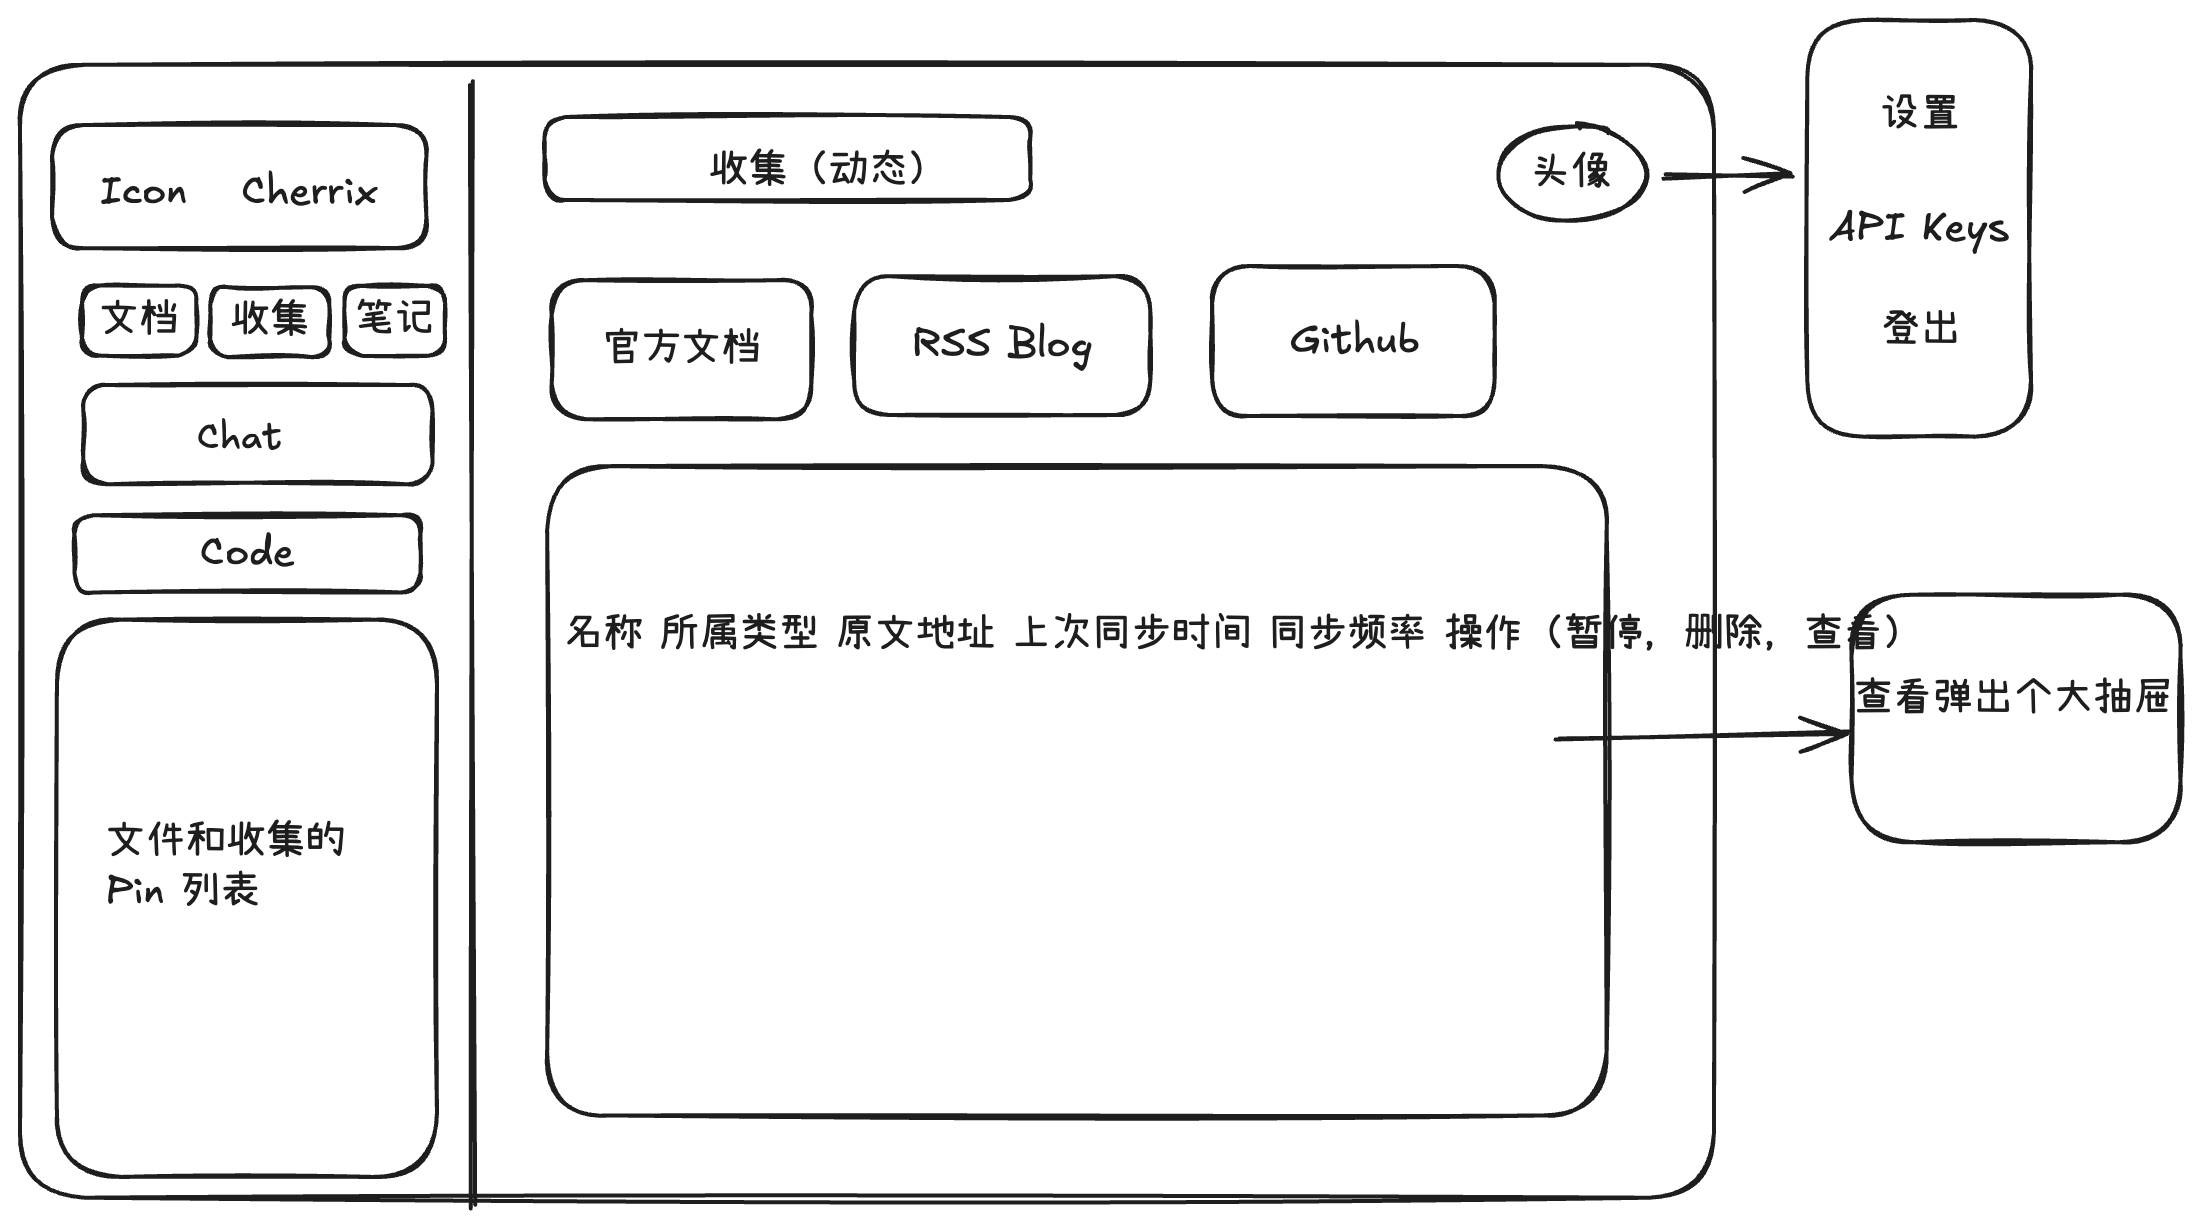 Icon Cherrix
文档
收集
笔记
Chat
Code
文件和收集的
Pin 列表
收集（动态）
头像
设置
API Keys
登出
官方文档
RSS Blog
Github
名称 所属类型 原文地址 上次同步时间 同步频率 操作（暂停，删除，查看）
查看弹出个大抽屉